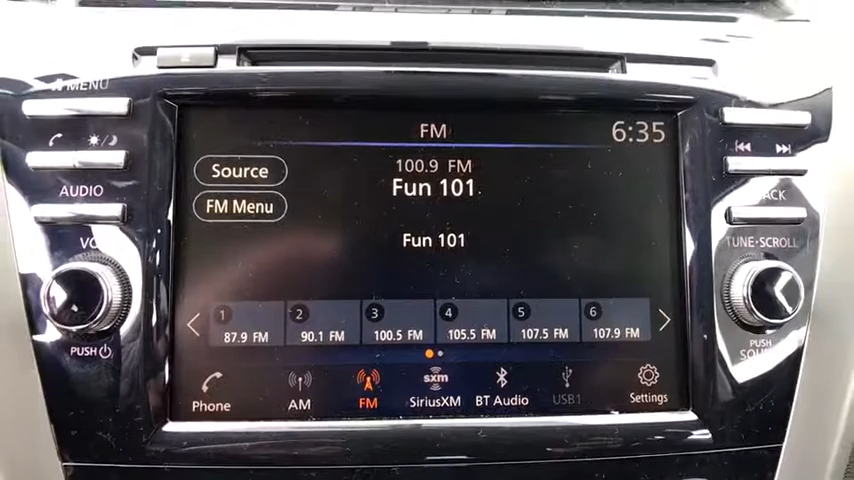 MENU
FM
6:35
100.9 FM
Source
Fun 101
AUDIO
FM Menu
Fun 101
TUNE·SCROLL
1 2 3 4 5 6
87.9 FM 90.1 FM 100.5 FM 105.5 FM 107.5 FM 107.9 FM
PUSH
PUSH
Phone AM FM SiriusXM BT Audio USB1 Settings
sxm